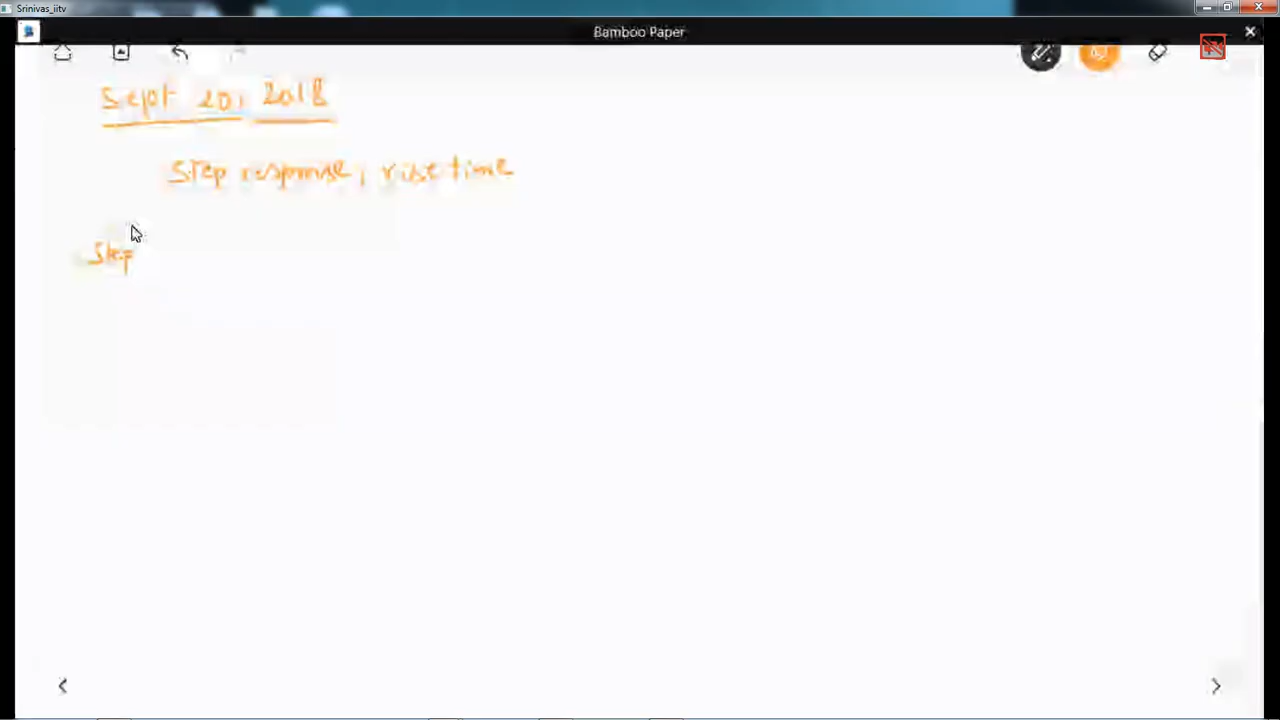 Srinivas_iitv
Bamboo Paper
Sept 20, 2018
Step response, rise time
Step